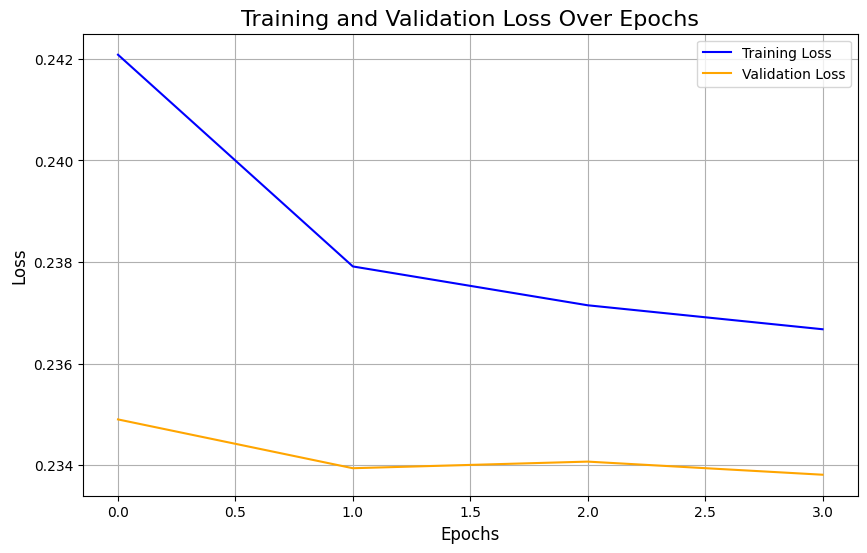 Training and Validation Loss Over Epochs
Training Loss
Validation Loss
0.242
0.240
0.238
0.236
0.234
Loss
0.0
0.5
1.0
1.5
2.0
2.5
3.0
Epochs